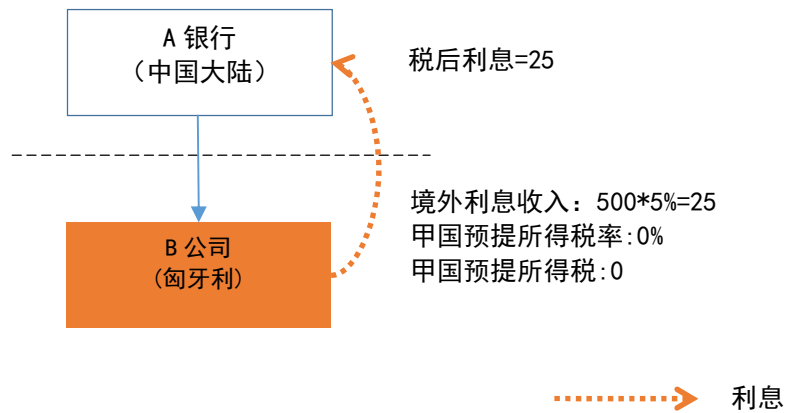 A 银行
（中国大陆）
税后利息=25
境外利息收入：500*5%=25
甲国预提所得税率:0%
甲国预提所得税:0
B 公司
(匈牙利)
利息